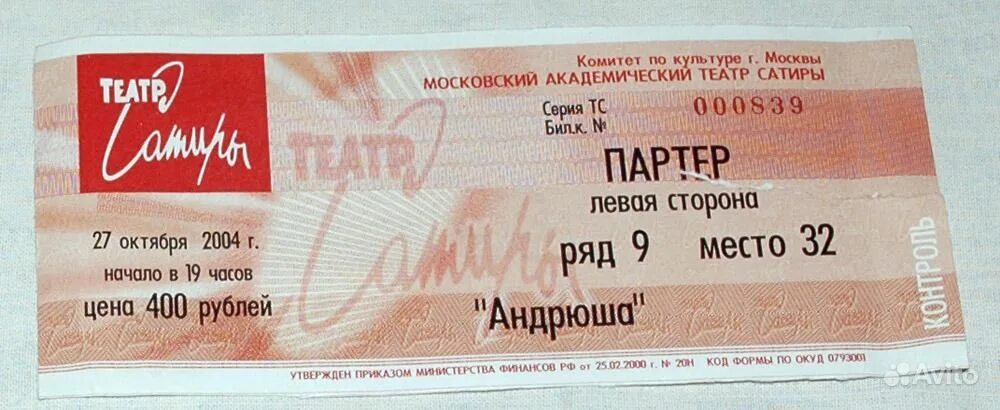 ТЕАТР
Сатиры
27 октября 2004 г.
начало в 19 часов
цена 400 рублей
Комитет по культуре г. Москвы
МОСКОВСКИЙ АКАДЕМИЧЕСКИЙ ТЕАТР САТИРЫ
Серия ТС
Бил.к. №
000839
ПАРТЕР
левая сторона
ряд 9 место 32
"Андрюша"
ТЕАТР
Сатиры
КОНТРОЛЬ
УТВЕРЖДЕН ПРИКАЗОМ МИНИСТЕРСТВА ФИНАНСОВ РФ от 25.02.2000 г. № 20Н КОД ФОРМЫ ПО ОКУД 0793001
Avito